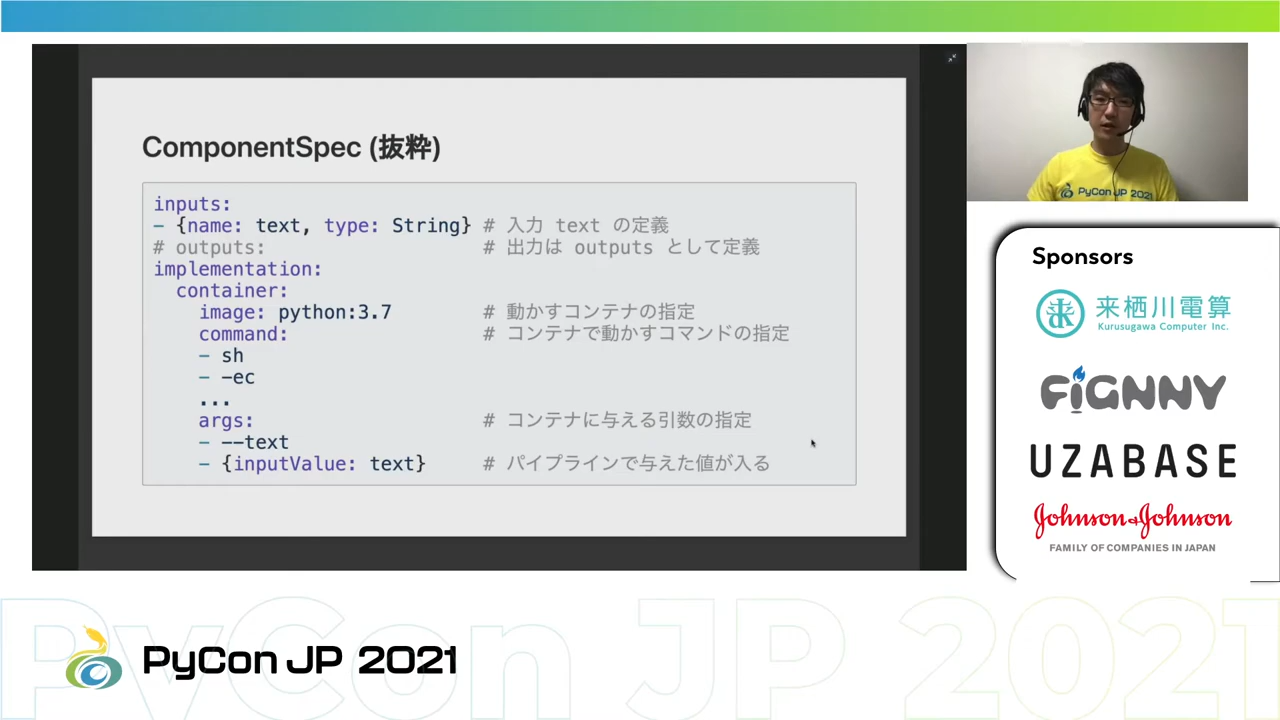 ComponentSpec (抜粋)
inputs:
- {name: text, type: String} # 入力 text の定義
# outputs: # 出力は outputs として定義
implementation:
container:
image: python:3.7 # 動かすコンテナの指定
command: # コンテナで動かすコマンドの指定
- sh
- -ec
...
args: # コンテナに与える引数の指定
- --text
- {inputValue: text} # パイプラインで与えた値が入る
PyCon JP 2021
Sponsors
来栖川電算
Kurusugawa Computer Inc.
FiGNNY
UZABASE
Johnson&Johnson
FAMILY OF COMPANIES IN JAPAN
PyCon JP 2021
PyCon JP 2021